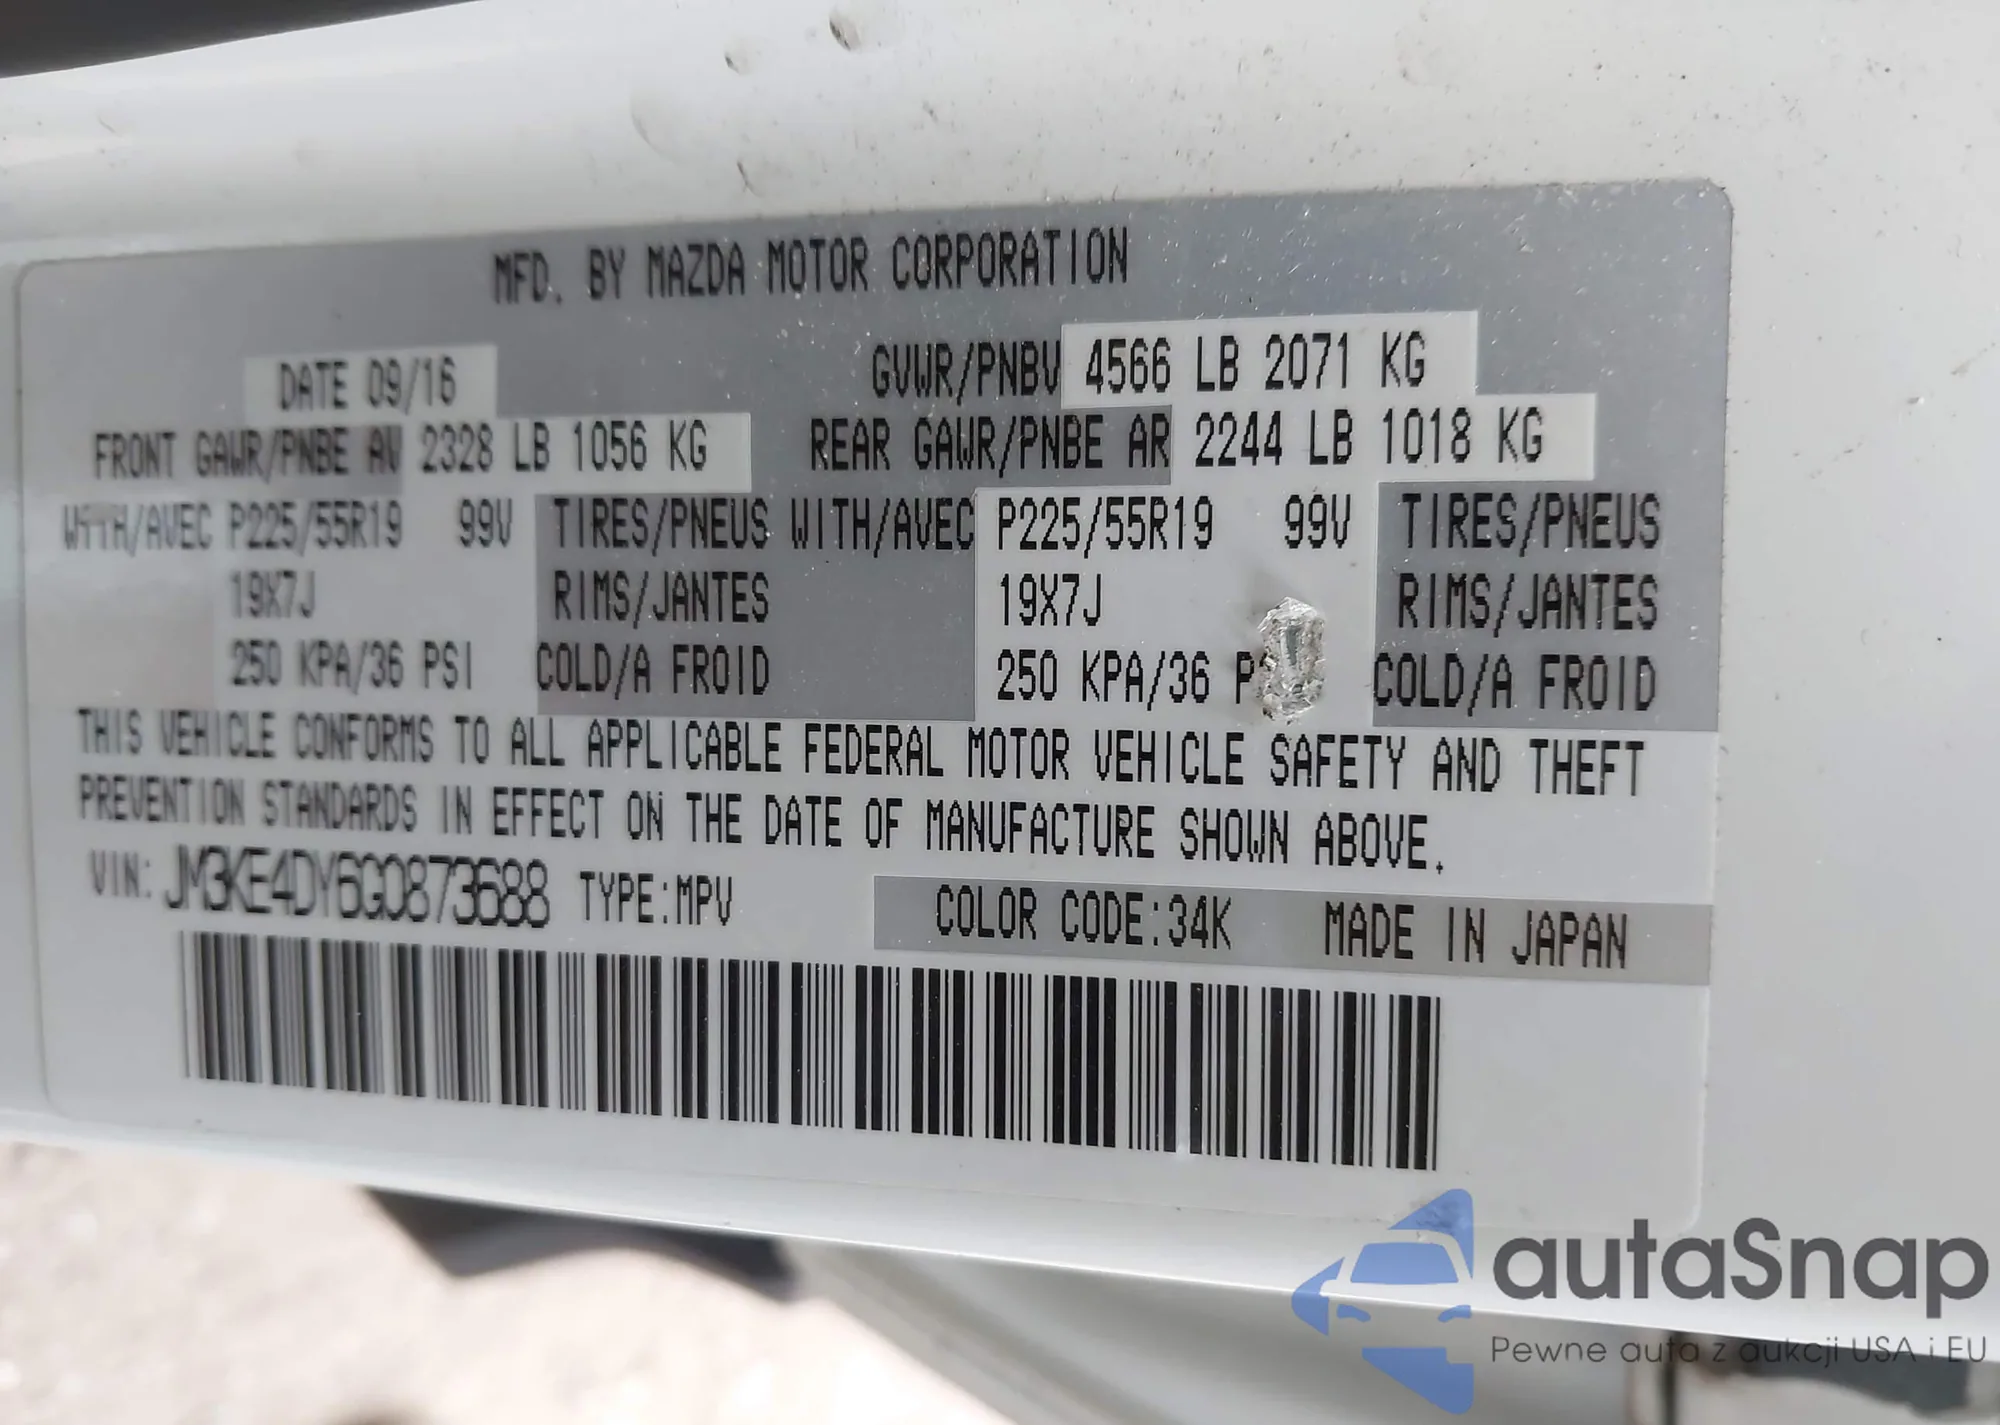 MFD. BY MAZDA MOTOR CORPORATION
DATE 09/16 GVWR/PNBV 4566 LB 2071 KG
FRONT GAWR/PNBE AV 2328 LB 1056 KG REAR GAWR/PNBE AR 2244 LB 1018 KG
WITH/AVEC P225/55R19 99V TIRES/PNEUS WITH/AVEC P225/55R19 99V TIRES/PNEUS
19X7J RIMS/JANTES 19X7J RIMS/JANTES
250 KPA/36 PSI COLD/A FROID 250 KPA/36 COLD/A FROID
THIS VEHICLE CONFORMS TO ALL APPLICABLE FEDERAL MOTOR VEHICLE SAFETY AND THEFT
PREVENTION STANDARDS IN EFFECT ON THE DATE OF MANUFACTURE SHOWN ABOVE.
VIN: JM3KE4DY6G0873688 TYPE:MPV COLOR CODE:34K MADE IN JAPAN
autaSnap
Pewne auta z aukcji USA i EU